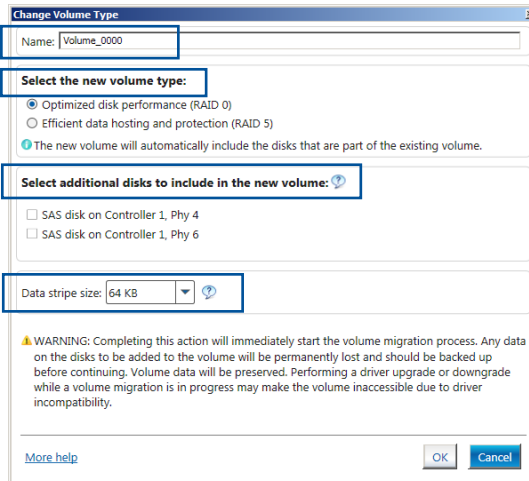 Change Volume Type
Name: Volume_0000
Select the new volume type:
Optimized disk performance (RAID 0)
Efficient data hosting and protection (RAID 5)
The new volume will automatically include the disks that are part of the existing volume.
Select additional disks to include in the new volume:
SAS disk on Controller 1, Phy 4
SAS disk on Controller 1, Phy 6
Data stripe size: 64 KB
WARNING: Completing this action will immediately start the volume migration process. Any data
on the disks to be added to the volume will be permanently lost and should be backed up
before continuing. Volume data will be preserved. Performing a driver upgrade or downgrade
while a volume migration is in progress may make the volume inaccessible due to driver
incompatibility.
More help
OK
Cancel